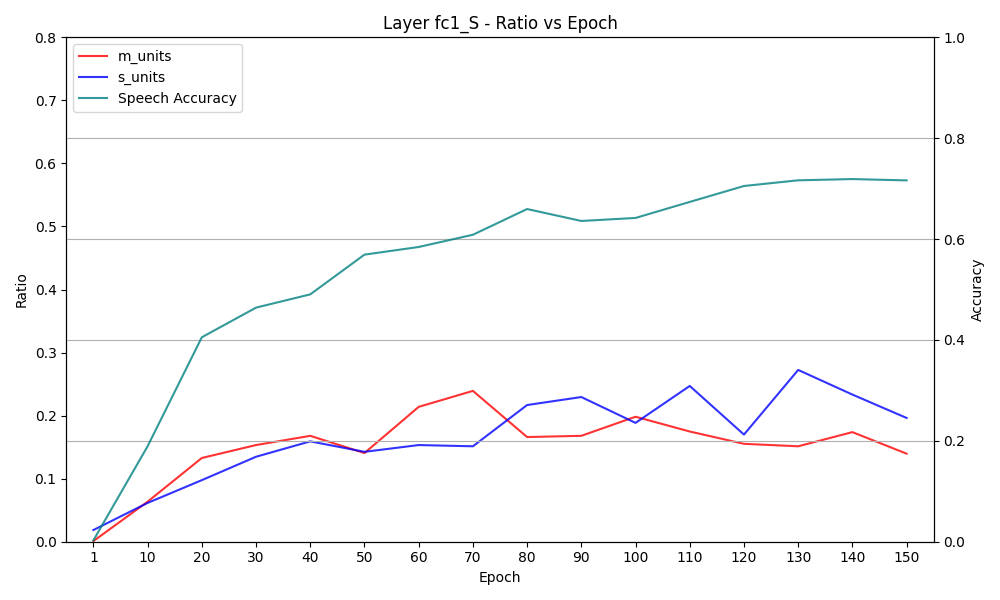 Layer fc1_S - Ratio vs Epoch
m_units
s_units
Speech Accuracy
Ratio
0.8
0.7
0.6
0.5
0.4
0.3
0.2
0.1
0.0
1.0
0.8
0.6
0.4
0.2
0.0
Accuracy
1 10 20 30 40 50 60 70 80 90 100 110 120 130 140 150
Epoch